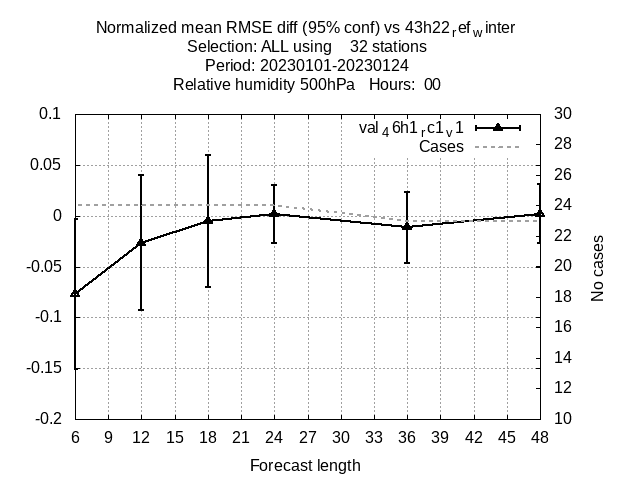 Normalized mean RMSE diff (95% conf) vs 43h22refwinter
Selection: ALL using 32 stations
Period: 20230101-20230124
Relative humidity 500hPa Hours: 00
0.1
0.05
0
-0.05
-0.1
-0.15
-0.2
val46h1rc1v1
Cases
30
28
26
24
22
20
18
16
14
12
10
No cases
6 9 12 15 18 21 24 27 30 33 36 39 42 45 48
Forecast length